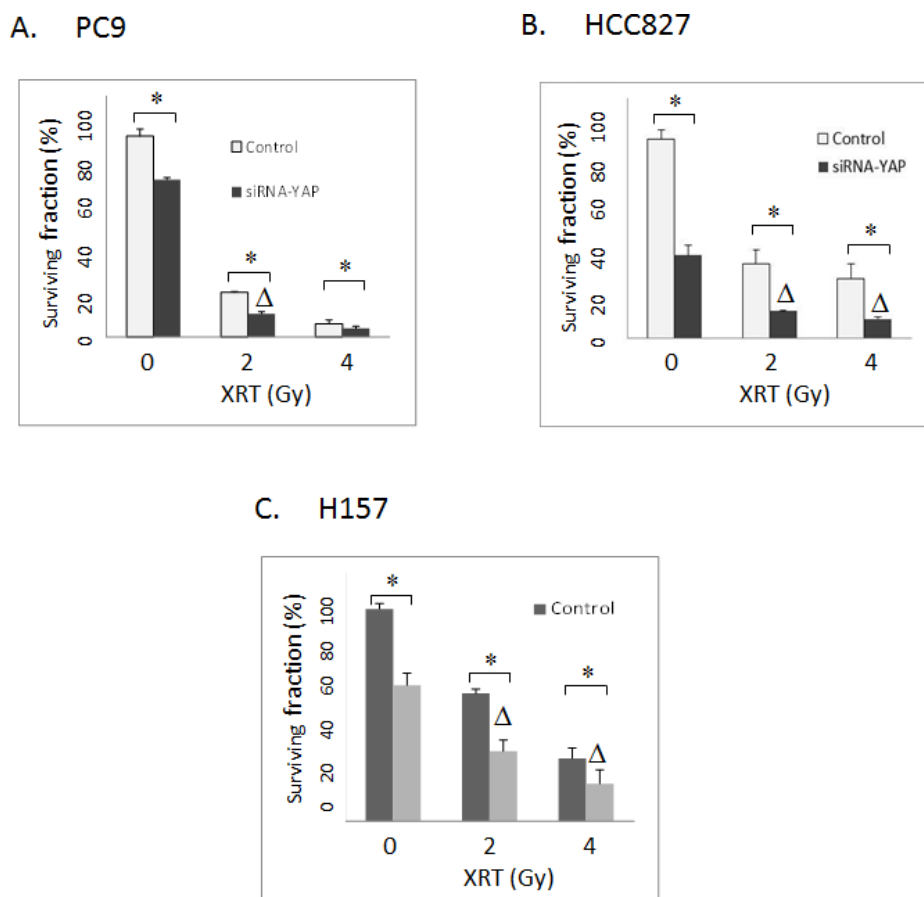 A. PC9
Surviving fraction (%)
100
80
60
40
20
0
*
*
*
Δ
Control
siRNA-YAP
0 2 4
XRT (Gy)
B. HCC827
Surviving fraction (%)
100
80
60
40
20
0
*
*
*
Δ
Δ
Control
siRNA-YAP
0 2 4
XRT (Gy)
C. H157
Surviving fraction (%)
100
80
60
40
20
0
*
*
*
Δ
Δ
Control
0 2 4
XRT (Gy)